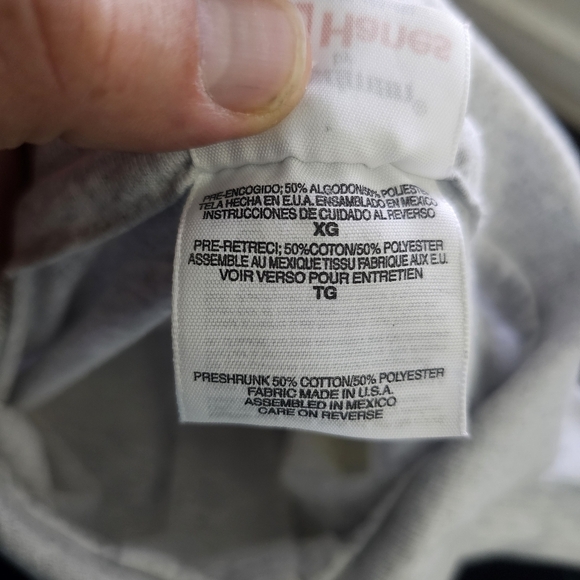 Hanes
PRE-ENCOGIDO; 50% ALGODON/50% POLIESTER
TELA HECHA EN E.U.A. ENSAMBLADO EN MEXICO
INSTRUCCIONES DE CUIDADO AL REVERSO
XG
PRE-RETRECI; 50%COTON/50% POLYESTER
ASSEMBLE AU MEXIQUE TISSU FABRIQUE AUX E.U.
VOIR VERSO POUR ENTRETIEN
TG
PRESHRUNK 50% COTTON/50% POLYESTER
FABRIC MADE IN U.S.A.
ASSEMBLED IN MEXICO
CARE ON REVERSE